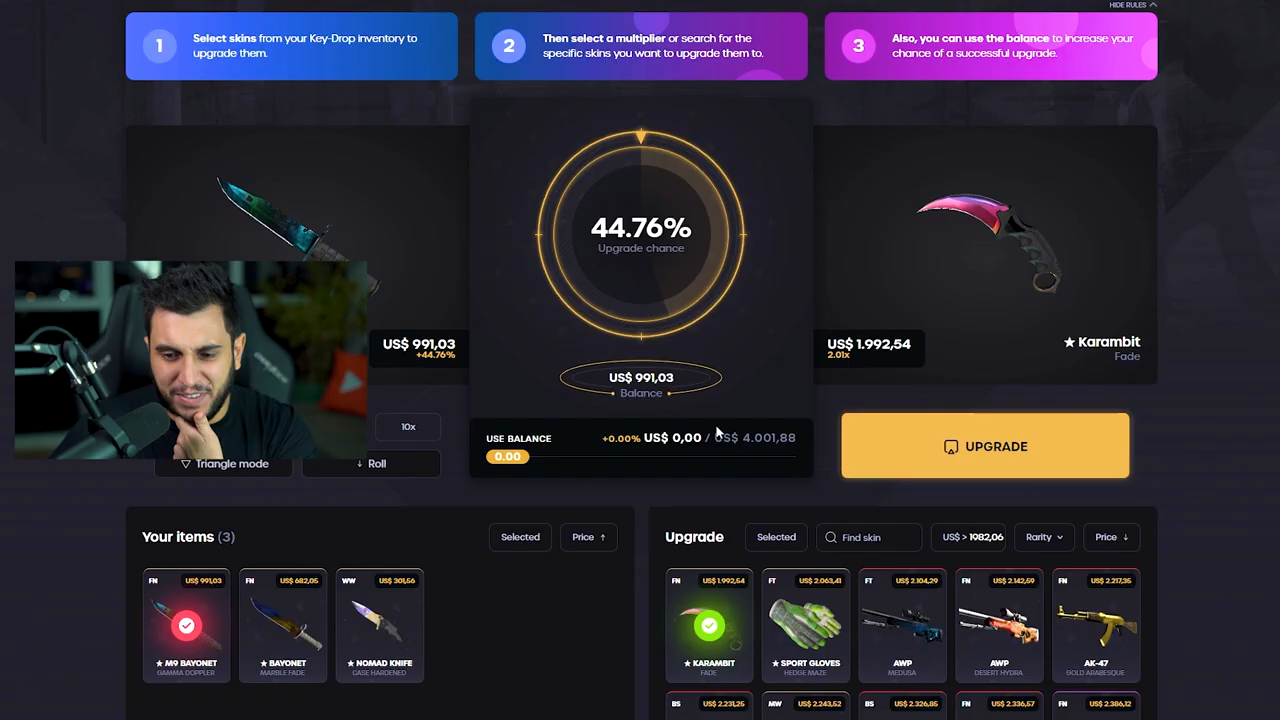 HIDE RULES
1
Select skins from your Key-Drop inventory to
upgrade them.
2
Then select a multiplier or search for the
specific skins you want to upgrade them to.
3
Also, you can use the balance to increase your
chance of a successful upgrade.
44.76%
Upgrade chance
US$ 991,03
+44.76%
US$ 1.992,54
2.01x
★ Karambit
Fade
US$ 991,03
Balance
10x
Triangle mode
Roll
USE BALANCE
+0.00% US$ 0,00 / US$ 4.001,88
0.00
UPGRADE
Your items (3)
Selected
Price ↑
Upgrade
Selected
Find skin
US$ > 1982,06
Rarity
Price ↓
FN US$ 991,03
★ M9 BAYONET
GAMMA DOPPLER
FN US$ 682,05
★ BAYONET
MARBLE FADE
WW US$ 301,56
★ NOMAD KNIFE
CASE HARDENED
FN US$ 1.992,54
★ KARAMBIT
FADE
FT US$ 2.063,41
★ SPORT GLOVES
HEDGE MAZE
FT US$ 2.104,29
AWP
MEDUSA
FN US$ 2.142,59
AWP
DESERT HYDRA
FN US$ 2.217,35
AK-47
GOLD ARABESQUE
BS US$ 2.231,25
MW US$ 2.243,52
BS US$ 2.326,85
FN US$ 2.336,57
FN US$ 2.386,12